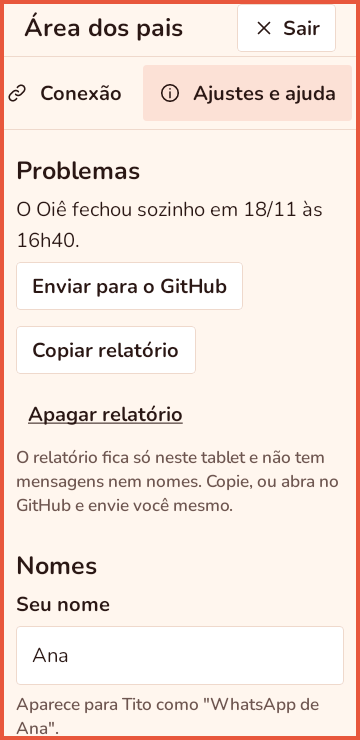 Área dos pais
Sair
Conexão
Ajustes e ajuda
Problemas
O Oiê fechou sozinho em 18/11 às
16h40.
Enviar para o GitHub
Copiar relatório
Apagar relatório
O relatório fica só neste tablet e não tem
mensagens nem nomes. Copie, ou abra no
GitHub e envie você mesmo.
Nomes
Seu nome
Ana
Aparece para Tito como "WhatsApp de
Ana".